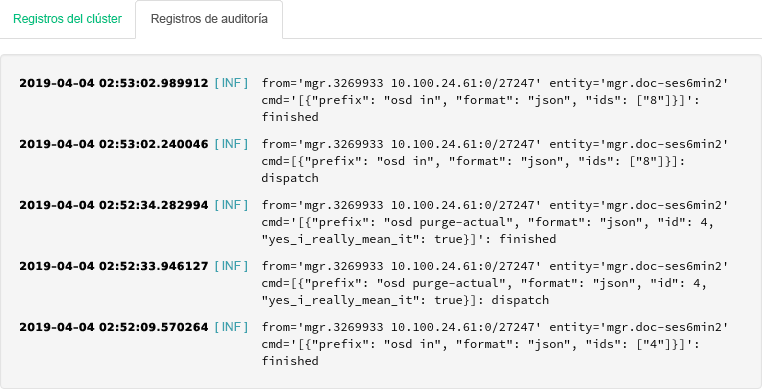 Registros del clúster Registros de auditoría
2019-04-04 02:53:02.989912 [ INF ] from='mgr.3269933 10.100.24.61:0/27247' entity='mgr.doc-ses6min2'
cmd='[{"prefix": "osd in", "format": "json", "ids": ["8"]}]':
finished
2019-04-04 02:53:02.240046 [ INF ] from='mgr.3269933 10.100.24.61:0/27247' entity='mgr.doc-ses6min2'
cmd=[{"prefix": "osd in", "format": "json", "ids": ["8"]}]:
dispatch
2019-04-04 02:52:34.282994 [ INF ] from='mgr.3269933 10.100.24.61:0/27247' entity='mgr.doc-ses6min2'
cmd='[{"prefix": "osd purge-actual", "format": "json", "id": 4,
"yes_i_really_mean_it": true}]': finished
2019-04-04 02:52:33.946127 [ INF ] from='mgr.3269933 10.100.24.61:0/27247' entity='mgr.doc-ses6min2'
cmd=[{"prefix": "osd purge-actual", "format": "json", "id": 4,
"yes_i_really_mean_it": true}]: dispatch
2019-04-04 02:52:09.570264 [ INF ] from='mgr.3269933 10.100.24.61:0/27247' entity='mgr.doc-ses6min2'
cmd='[{"prefix": "osd in", "format": "json", "ids": ["4"]}]':
finished